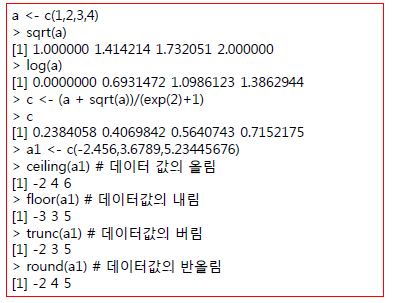 a <- c(1,2,3,4)
> sqrt(a)
[1] 1.000000 1.414214 1.732051 2.000000
> log(a)
[1] 0.0000000 0.6931472 1.0986123 1.3862944
> c <- (a + sqrt(a))/(exp(2)+1)
> c
[1] 0.2384058 0.4069842 0.5640743 0.7152175
> a1 <- c(-2.456,3.6789,5.23445676)
> ceiling(a1) # 데이터 값의 올림
[1] -2 4 6
> floor(a1) # 데이터값의 내림
[1] -3 3 5
> trunc(a1) # 데이터값의 버림
[1] -2 3 5
> round(a1) # 데이터값의 반올림
[1] -2 4 5